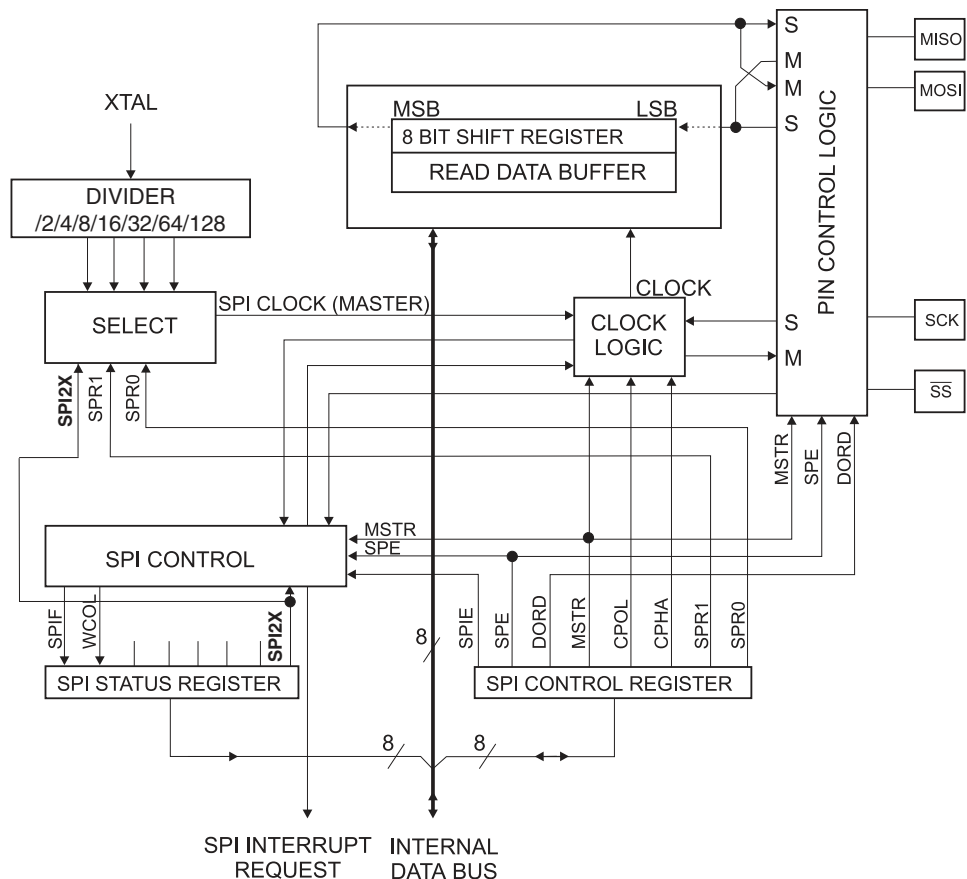 S
MISO
M
M
MOSI
XTAL
MSB
LSB
S
8 BIT SHIFT REGISTER
READ DATA BUFFER
DIVIDER
/2/4/8/16/32/64/128
PIN CONTROL LOGIC
SPI CLOCK (MASTER)
CLOCK
SELECT
CLOCK
LOGIC
S
M
SCK
SS
SPI2X
SPR1
SPR0
MSTR
SPE
DORD
MSTR
SPE
SPI CONTROL
SPIF
WCOL
SPI2X
8
SPIE
SPE
DORD
MSTR
CPOL
CPHA
SPR1
SPR0
SPI STATUS REGISTER
SPI CONTROL REGISTER
8
8
SPI INTERRUPT
REQUEST
INTERNAL
DATA BUS